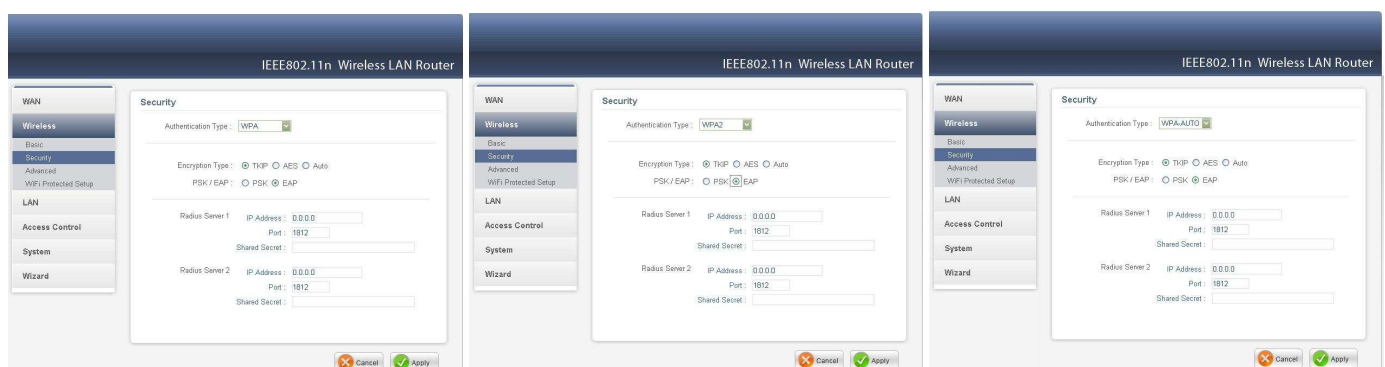 IEEE802.11n Wireless LAN Router
WAN
Wireless
Basic
Security
Advanced
WiFi Protected Setup
LAN
Access Control
System
Wizard
Security
Authentication Type : WPA
Encryption Type : TKIP AES Auto
PSK / EAP : PSK EAP
Radius Server 1 IP Address : 0.0.0.0
Port : 1812
Shared Secret :
Radius Server 2 IP Address : 0.0.0.0
Port : 1812
Shared Secret :
Cancel Apply
IEEE802.11n Wireless LAN Router
WAN
Wireless
Basic
Security
Advanced
WiFi Protected Setup
LAN
Access Control
System
Wizard
Security
Authentication Type : WPA2
Encryption Type : TKIP AES Auto
PSK / EAP : PSK EAP
Radius Server 1 IP Address : 0.0.0.0
Port : 1812
Shared Secret :
Radius Server 2 IP Address : 0.0.0.0
Port : 1812
Shared Secret :
Cancel Apply
IEEE802.11n Wireless LAN Router
WAN
Wireless
Basic
Security
Advanced
WiFi Protected Setup
LAN
Access Control
System
Wizard
Security
Authentication Type : WPA-AUTO
Encryption Type : TKIP AES Auto
PSK / EAP : PSK EAP
Radius Server 1 IP Address : 0.0.0.0
Port : 1812
Shared Secret :
Radius Server 2 IP Address : 0.0.0.0
Port : 1812
Shared Secret :
Cancel Apply